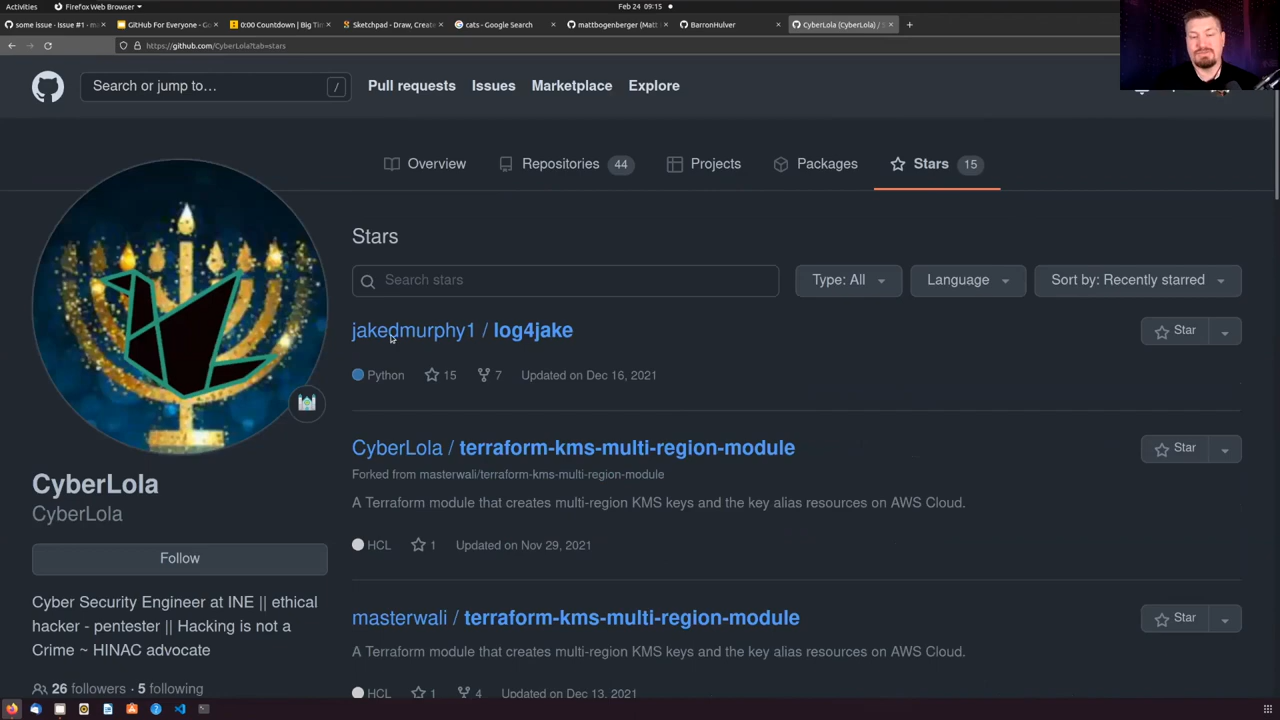 Activities
Firefox Web Browser
Feb 24 09:15
some issue · Issue #1 · ma
GitHub For Everyone - Go
0:00 Countdown | Big Tim
Sketchpad - Draw, Create
cats - Google Search
mattbogenberger (Matt
BarronHulver
CyberLola (CyberLola) / S
https://github.com/CyberLola?tab=stars
Search or jump to…
/
Pull requests
Issues
Marketplace
Explore
Overview
Repositories 44
Projects
Packages
Stars 15
Stars
Search stars
Type: All
Language
Sort by: Recently starred
jakedmurphy1 / log4jake
Star
Python 15 7 Updated on Dec 16, 2021
CyberLola / terraform-kms-multi-region-module
Star
Forked from masterwali/terraform-kms-multi-region-module
A Terraform module that creates multi-region KMS keys and the key alias resources on AWS Cloud.
HCL 1 Updated on Nov 29, 2021
masterwali / terraform-kms-multi-region-module
Star
A Terraform module that creates multi-region KMS keys and the key alias resources on AWS Cloud.
HCL 1 4 Updated on Dec 13, 2021
CyberLola
CyberLola
Follow
Cyber Security Engineer at INE || ethical
hacker - pentester || Hacking is not a
Crime ~ HINAC advocate
26 followers · 5 following